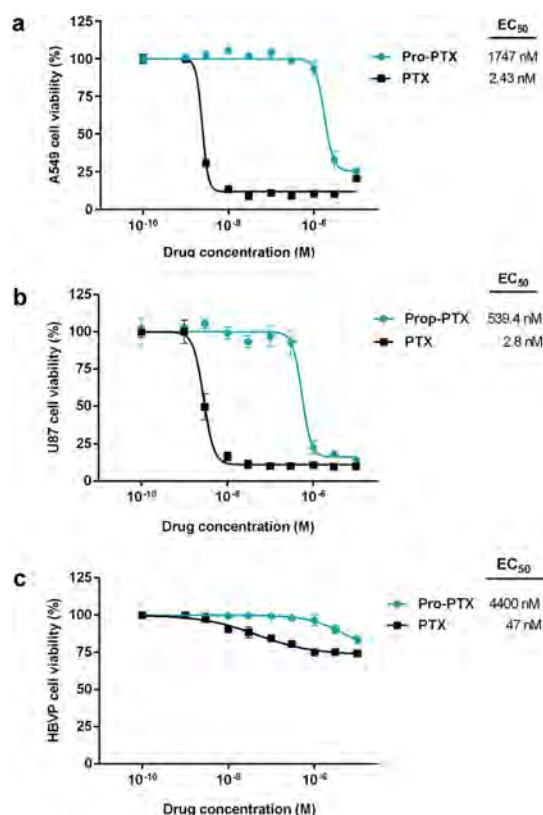 a
EC50
Pro-PTX 1747 nM
PTX 2.43 nM
A549 cell viability (%)
125
100
75
50
25
0
10-10 10-8 10-6
Drug concentration (M)
b
EC50
Prop-PTX 539.4 nM
PTX 2.8 nM
U87 cell viability (%)
125
100
75
50
25
0
10-10 10-8 10-6
Drug concentration (M)
c
EC50
Pro-PTX 4400 nM
PTX 47 nM
HBVP cell viability (%)
125
100
75
50
25
0
10-10 10-8 10-6
Drug concentration (M)